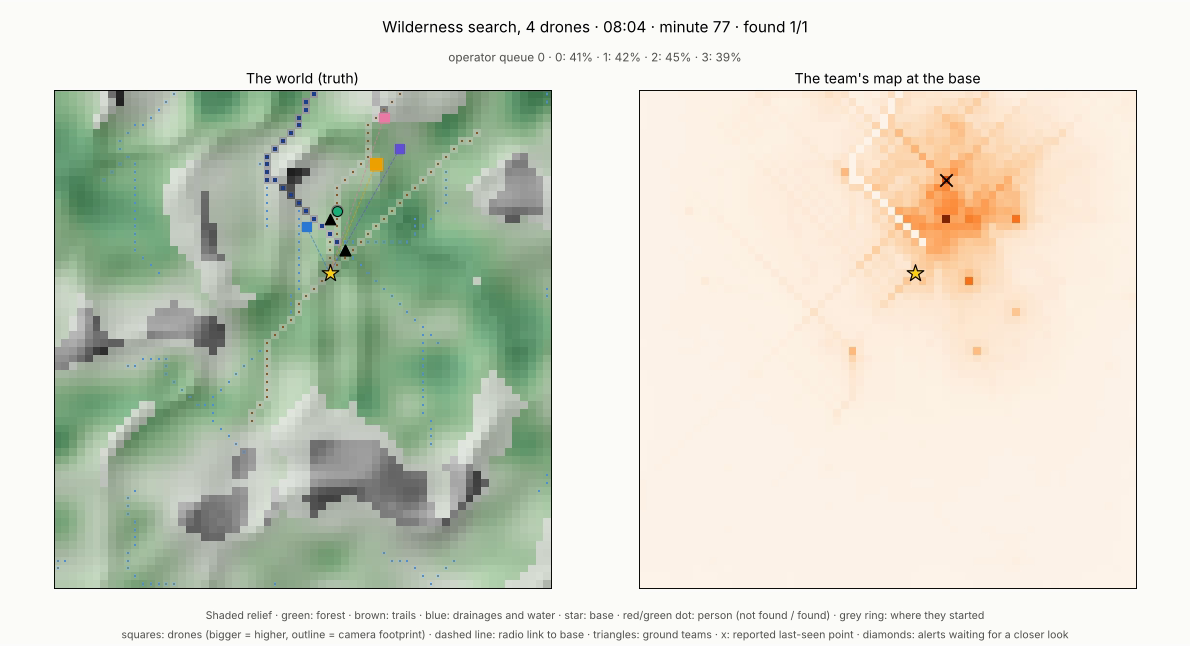 Wilderness search, 4 drones · 08:04 · minute 77 · found 1/1
operator queue 0 · 0: 41% · 1: 42% · 2: 45% · 3: 39%
The world (truth)
The team's map at the base
Shaded relief · green: forest · brown: trails · blue: drainages and water · star: base · red/green dot: person (not found / found) · grey ring: where they started
squares: drones (bigger = higher, outline = camera footprint) · dashed line: radio link to base · triangles: ground teams · x: reported last-seen point · diamonds: alerts waiting for a closer look